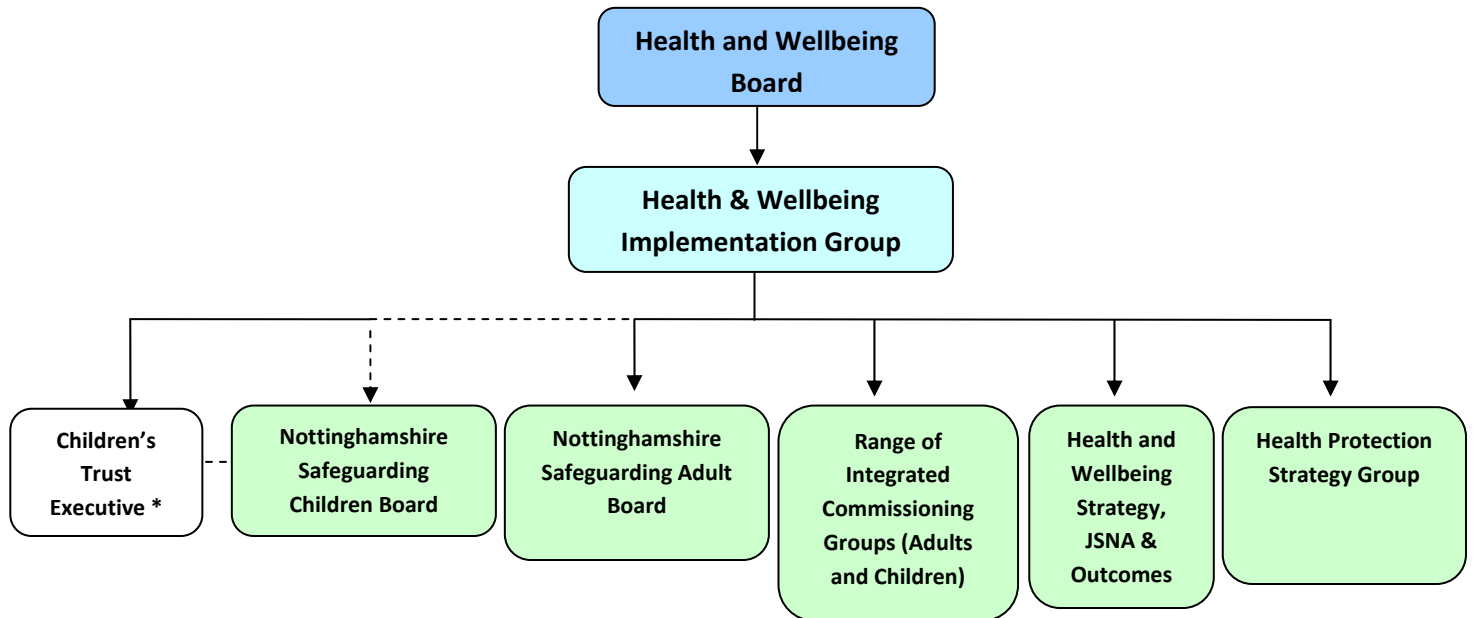 Health and Wellbeing
Board
Health & Wellbeing
Implementation Group
Children’s
Trust
Executive *
Nottinghamshire
Safeguarding
Children Board
Nottinghamshire
Safeguarding Adult
Board
Range of
Integrated
Commissioning
Groups (Adults
and Children)
Health and
Wellbeing
Strategy,
JSNA &
Outcomes
Health Protection
Strategy Group